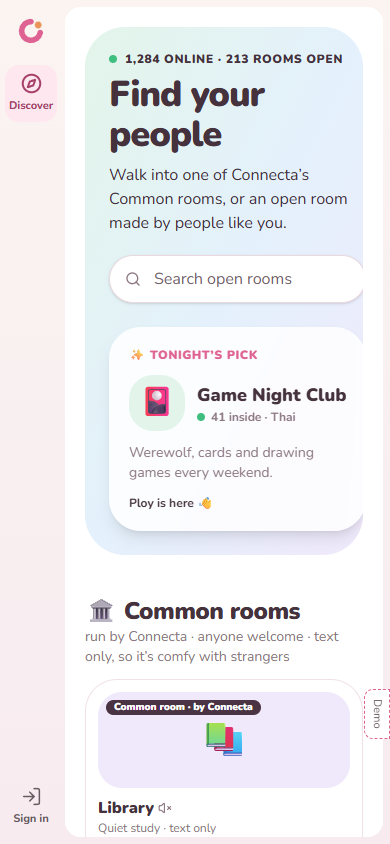 1,284 ONLINE · 213 ROOMS OPEN
Discover
Find your
people
Walk into one of Connecta’s
Common rooms, or an open room
made by people like you.
Search open rooms
TONIGHT’S PICK
Game Night Club
41 inside · Thai
Werewolf, cards and drawing
games every weekend.
Ploy is here
Common rooms
run by Connecta · anyone welcome · text
only, so it’s comfy with strangers
Common room · by Connecta
Demo
Library
Quiet study · text only
Sign in